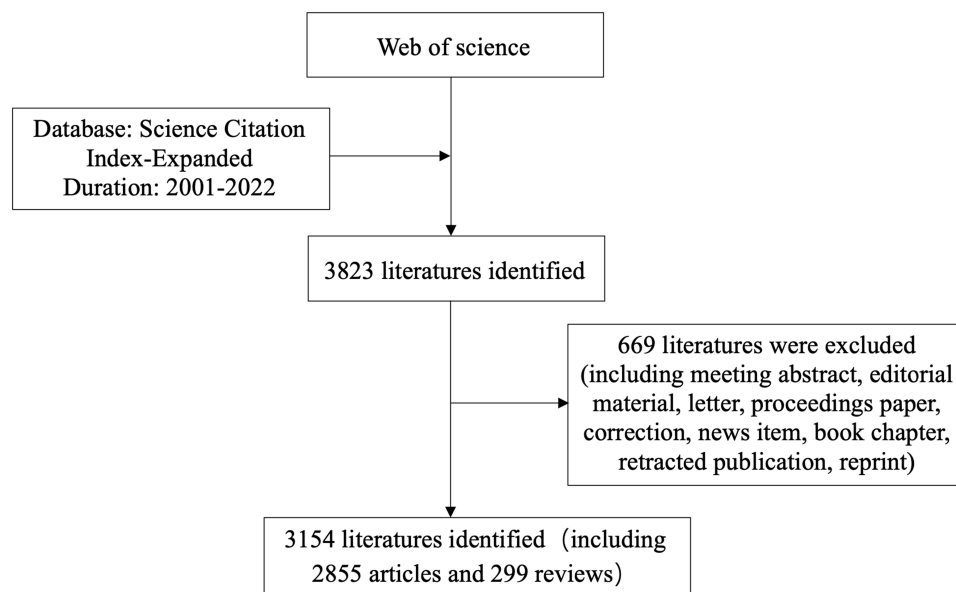 Web of science
Database: Science Citation
Index-Expanded
Duration: 2001-2022
3823 literatures identified
669 literatures were excluded
(including meeting abstract, editorial
material, letter, proceedings paper,
correction, news item, book chapter,
retracted publication, reprint)
3154 literatures identified（including
2855 articles and 299 reviews）